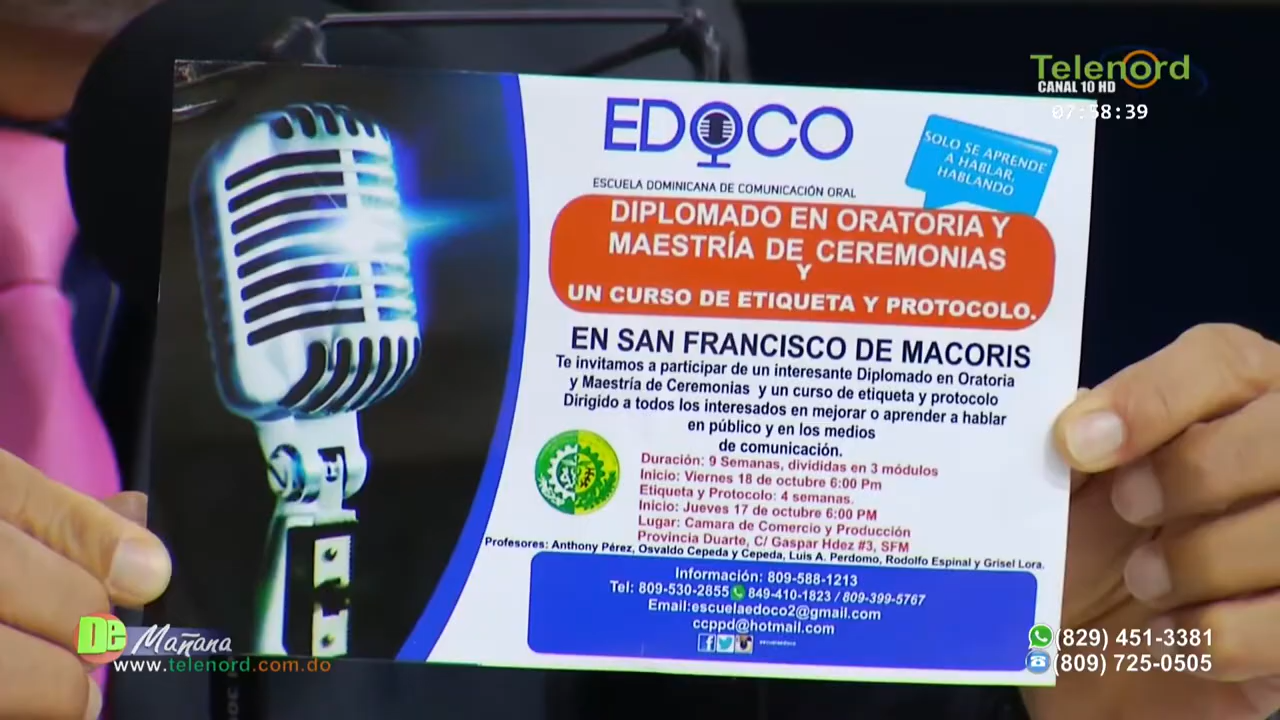 Telenord
CANAL 10 HD
07:58:39
EDOCO
ESCUELA DOMINICANA DE COMUNICACIÓN ORAL
SOLO SE APRENDE
A HABLAR,
HABLANDO
DIPLOMADO EN ORATORIA Y
MAESTRÍA DE CEREMONIAS
Y
UN CURSO DE ETIQUETA Y PROTOCOLO.
EN SAN FRANCISCO DE MACORIS
Te invitamos a participar de un interesante Diplomado en Oratoria
y Maestría de Ceremonias y un curso de etiqueta y protocolo
Dirigido a todos los interesados en mejorar o aprender a hablar
en público y en los medios
de comunicación.
Duración: 9 Semanas, divididas en 3 módulos
Inicio: Viernes 18 de octubre 6:00 Pm
Etiqueta y Protocolo: 4 semanas.
Inicio: Jueves 17 de octubre 6:00 PM
Lugar: Camara de Comercio y Producción
Provincia Duarte, C/ Gaspar Hdez #3, SFM
Profesores: Anthony Pérez, Osvaldo Cepeda y Cepeda, Luis A. Perdomo, Rodolfo Espinal y Grisel Lora.
Información: 809-588-1213
Tel: 809-530-2855 849-410-1823 / 809-399-5767
Email:escuelaedoco2@gmail.com
ccppd@hotmail.com
De Mañana
www.telenord.com.do
(829) 451-3381
(809) 725-0505